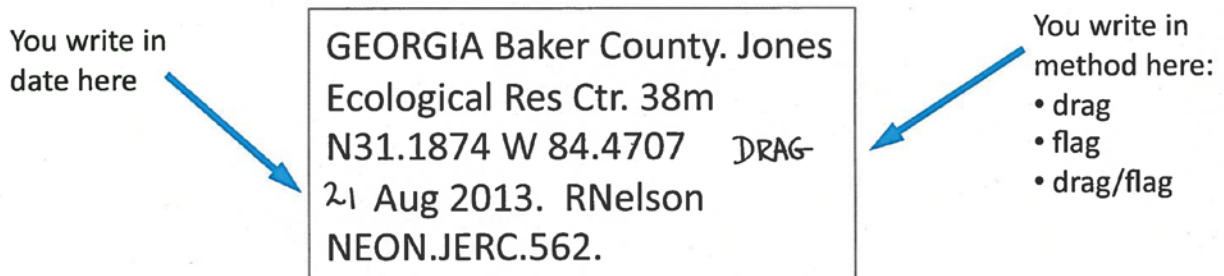 You write in
date here
GEORGIA Baker County. Jones
Ecological Res Ctr. 38m
N31.1874 W 84.4707 DRAG
21 Aug 2013. RNelson
NEON.JERC.562.
You write in
method here:
• drag
• flag
• drag/flag